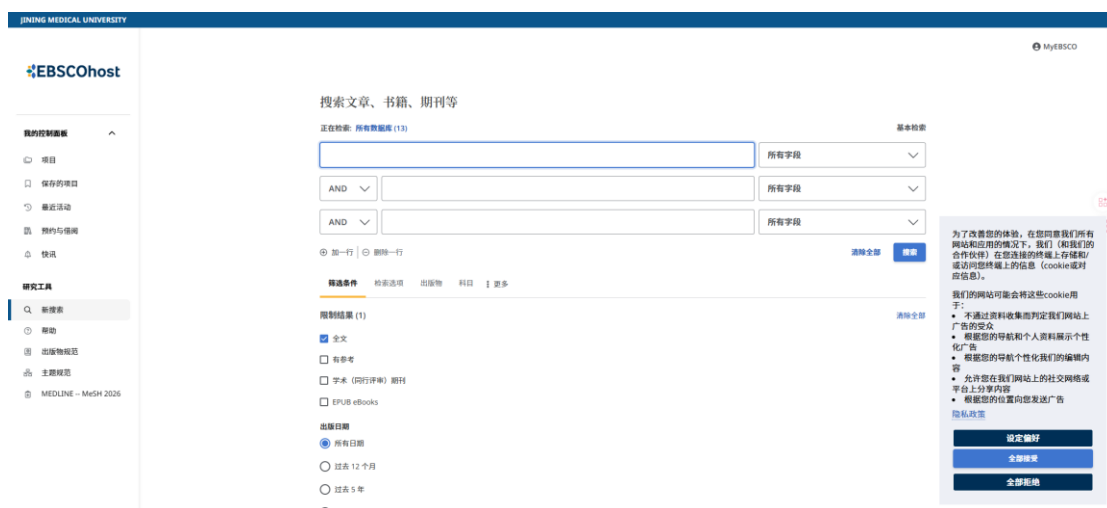 JINING MEDICAL UNIVERSITY
MyEBSCO
EBSCOhost
我的控制面板
项目
保存的项目
最近活动
预约与借阅
快讯
研究工具
新搜索
帮助
出版物规范
主题规范
MEDLINE – MeSH 2026
搜索文章、书籍、期刊等
正在检索: 所有数据库 (13)
基本检索
所有字段
AND
所有字段
AND
所有字段
加一行
删除一行
清除全部
搜索
筛选条件
检索选项
出版物
科目
更多
限制结果 (1)
清除全部
全文
有参考
学术（同行评审）期刊
EPUB eBooks
出版日期
所有日期
过去 12 个月
过去 5 年
为了改善您的体验，在您同意我们所有
网站和应用的情况下，我们（和我们的
合作伙伴）在您连接的终端上存储和/
或访问您终端上的信息（cookie或对
应信息）。
我们的网站可能会将这些cookie用
于：
• 不通过资料收集而判定我们网站上
广告的受众
• 根据您的导航和个人资料展示个性
化广告
• 根据您的导航个性化我们的编辑内
容
• 允许您在我们网站上的社交网络或
平台上分享内容
• 根据您的位置向您发送广告
隐私政策
设定偏好
全部接受
全部拒绝